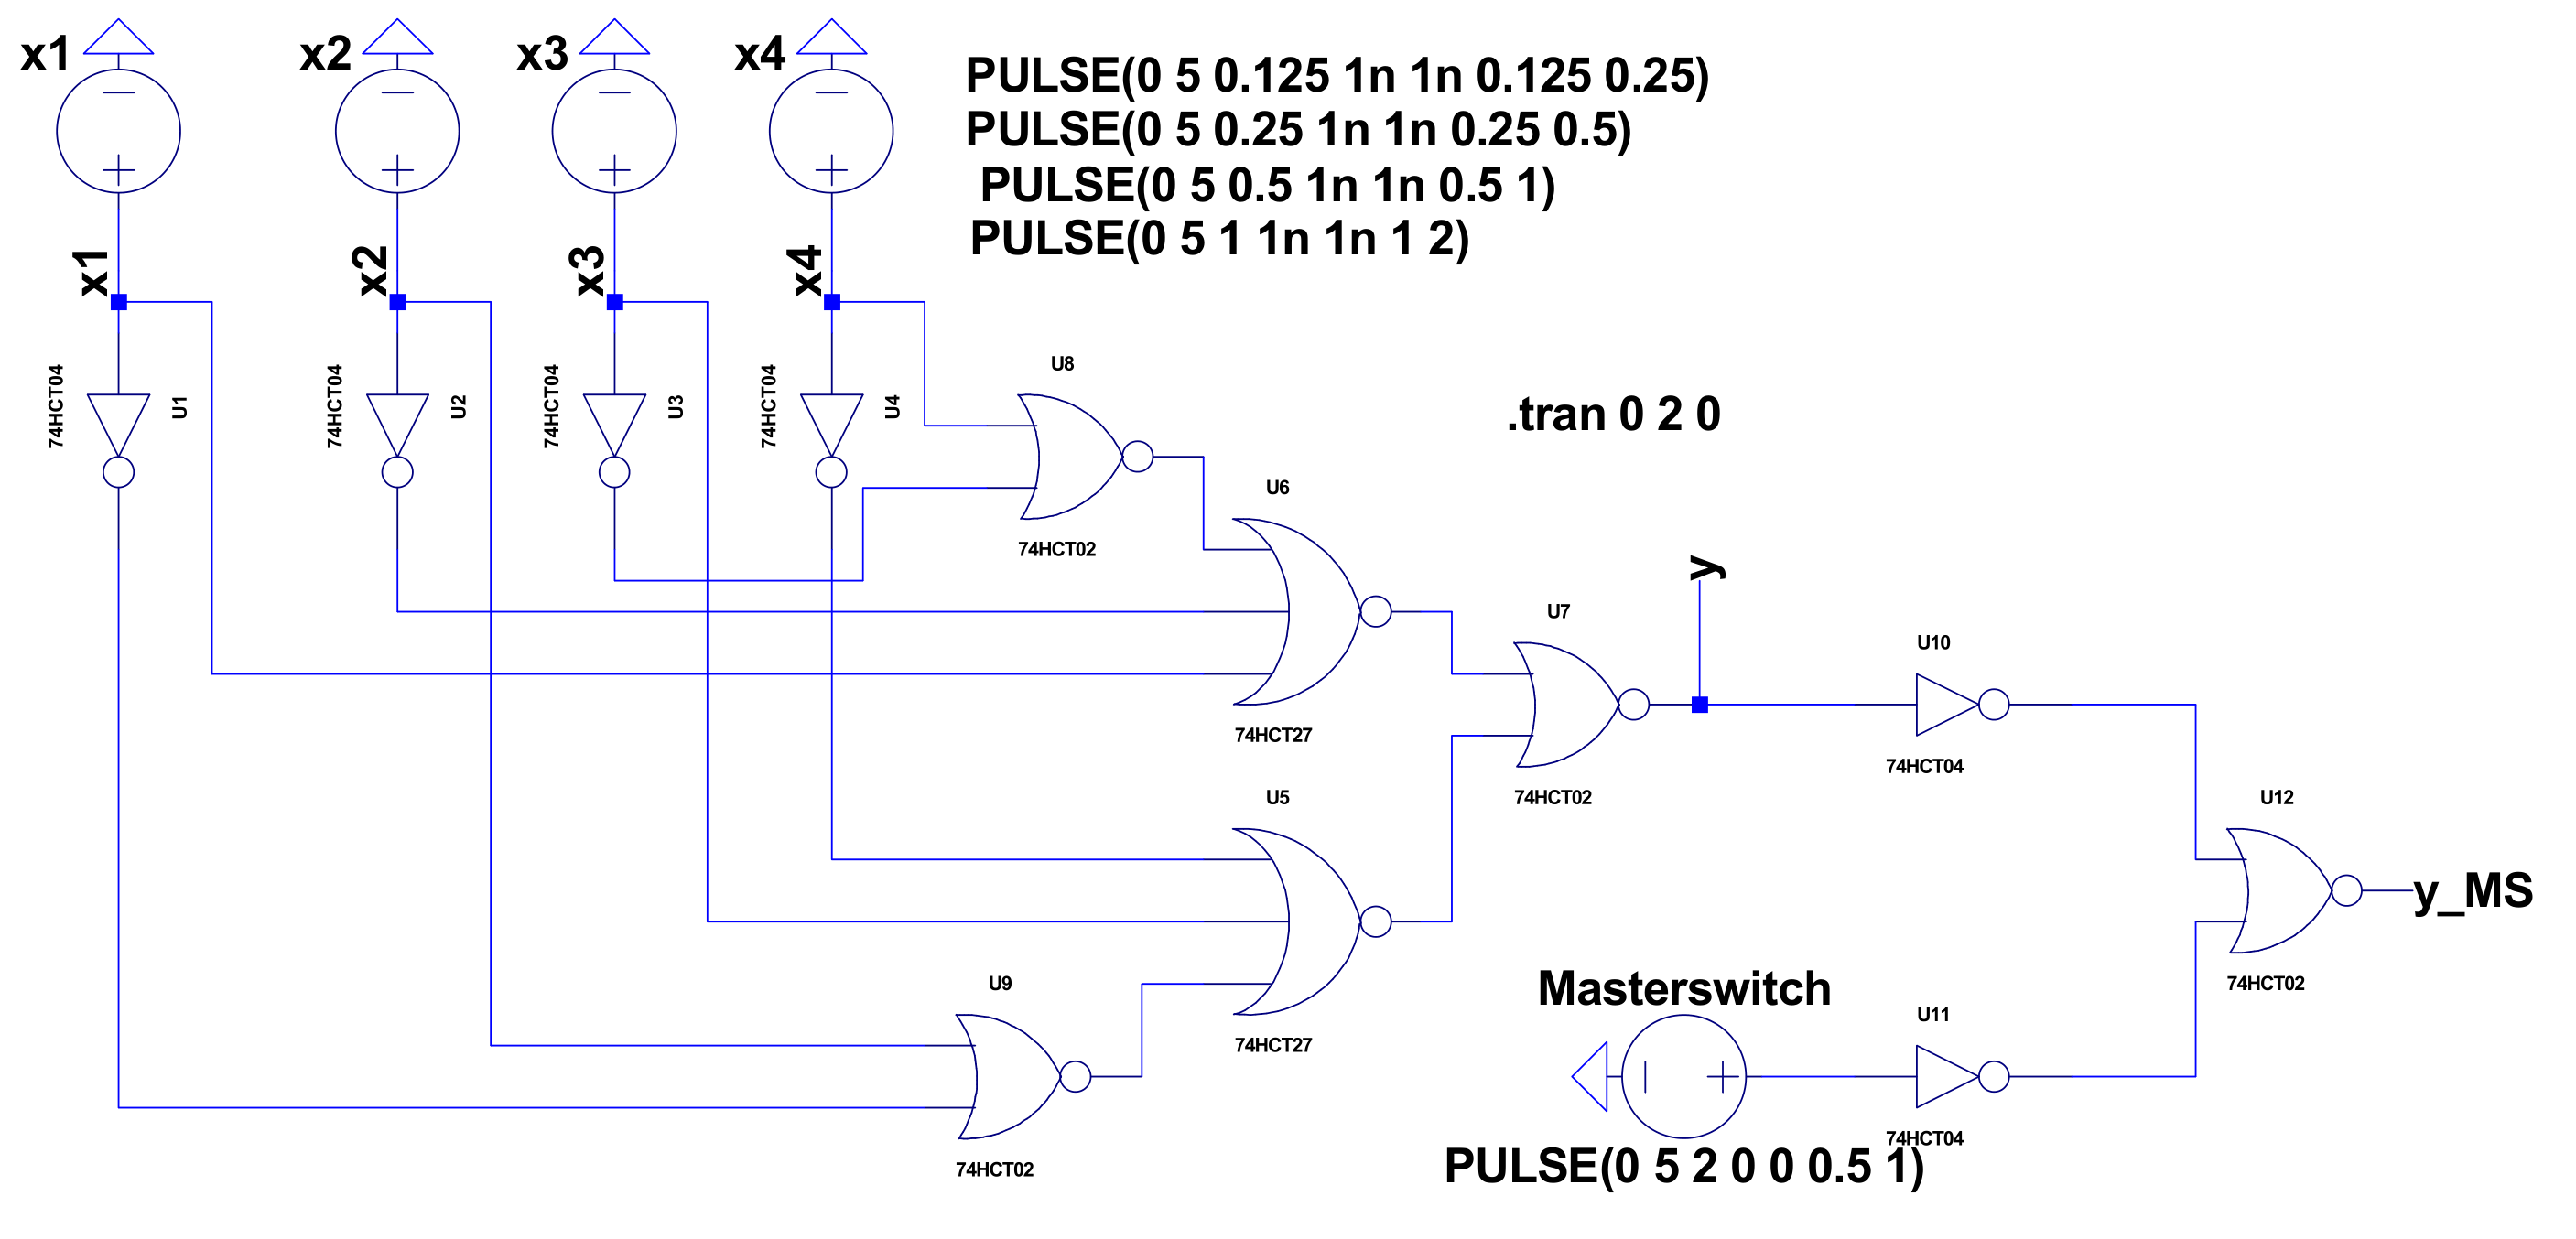 x1
x2
x3
x4
PULSE(0 5 0.125 1n 1n 0.125 0.25)
PULSE(0 5 0.25 1n 1n 0.25 0.5)
PULSE(0 5 0.5 1n 1n 0.5 1)
PULSE(0 5 1 1n 1n 1 2)
x1
x2
x3
x4
74HCT04
U1
74HCT04
U2
74HCT04
U3
74HCT04
U4
U8
74HCT02
.tran 0 2 0
U6
74HCT27
y
U7
74HCT02
U10
74HCT04
U5
74HCT27
U12
74HCT02
y_MS
U9
74HCT02
Masterswitch
U11
74HCT04
PULSE(0 5 2 0 0 0.5 1)